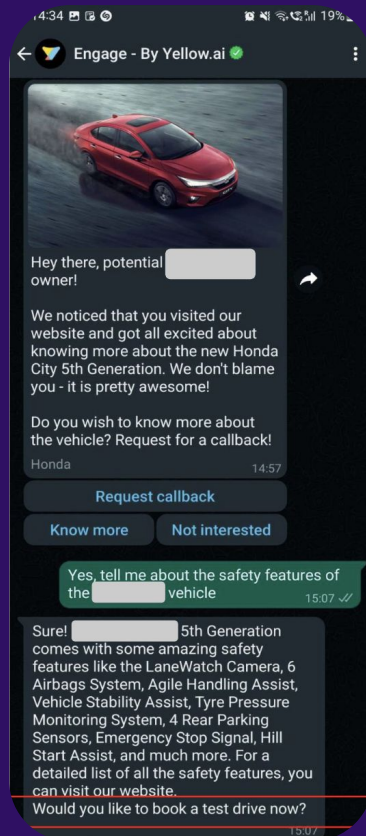 14:34
19%
Engage - By Yellow.ai
Hey there, potential
owner!
We noticed that you visited our
website and got all excited about
knowing more about the new Honda
City 5th Generation. We don't blame
you - it is pretty awesome!
Do you wish to know more about
the vehicle? Request for a callback!
Honda
14:57
Request callback
Know more
Not interested
Yes, tell me about the safety features of
the vehicle
15:07
Sure! 5th Generation
comes with some amazing safety
features like the LaneWatch Camera, 6
Airbags System, Agile Handling Assist,
Vehicle Stability Assist, Tyre Pressure
Monitoring System, 4 Rear Parking
Sensors, Emergency Stop Signal, Hill
Start Assist, and much more. For a
detailed list of all the safety features, you
can visit our website.
Would you like to book a test drive now?
15:07